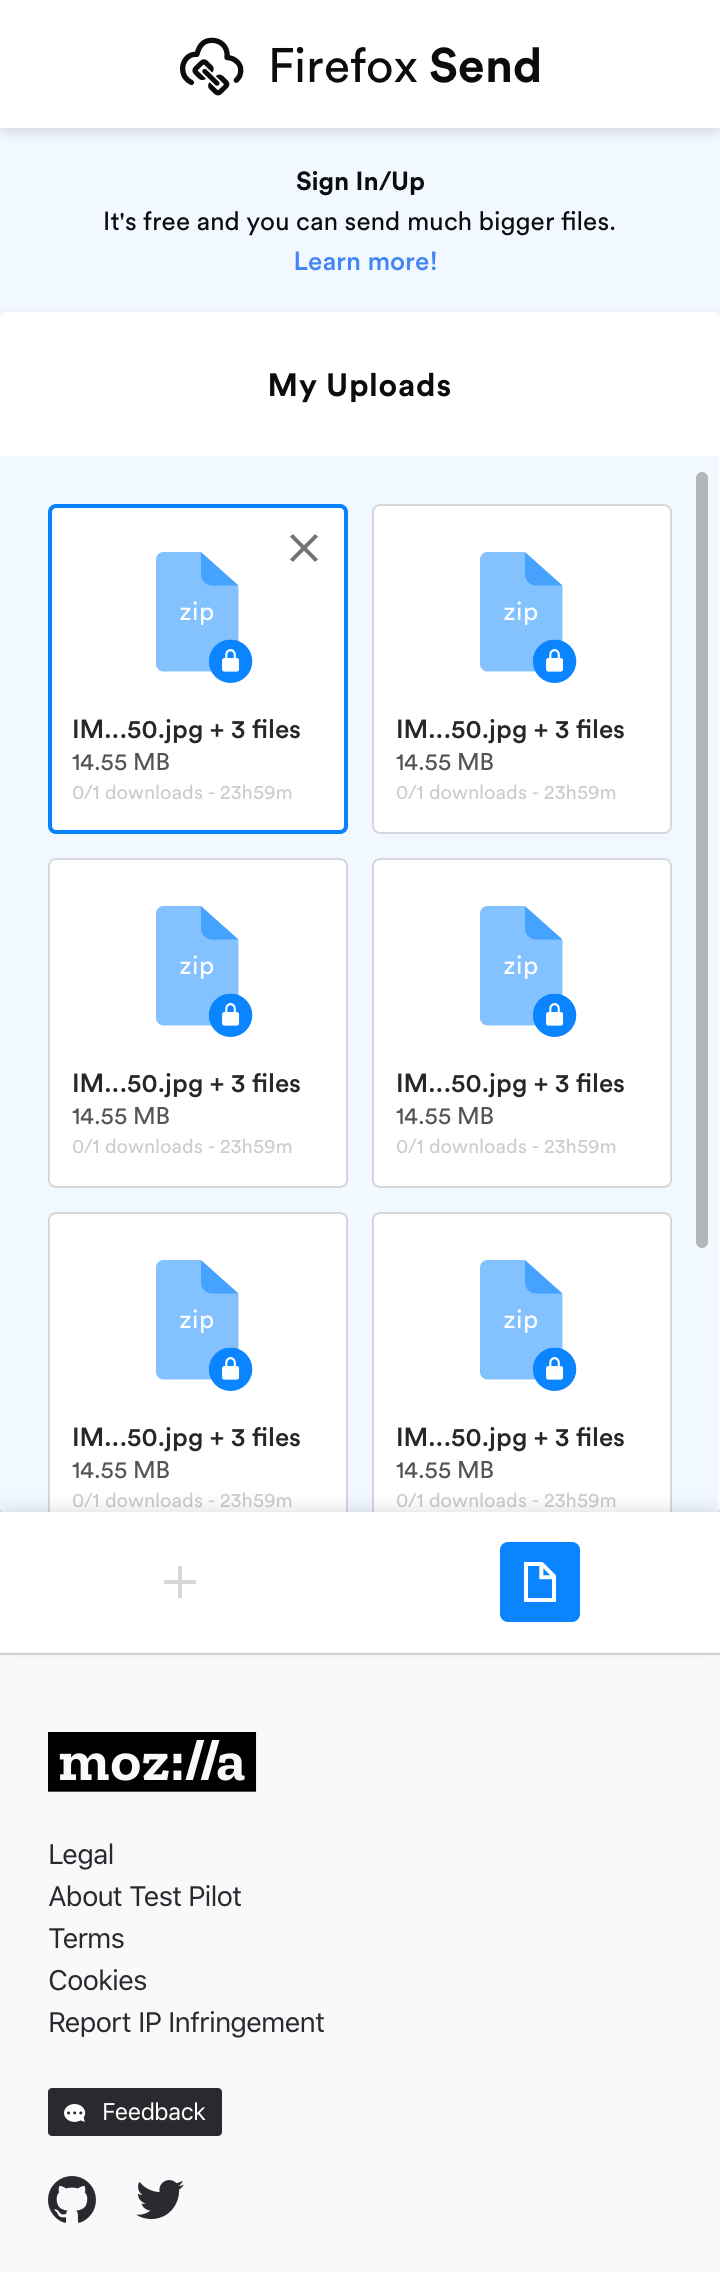 Firefox Send
Sign In/Up
It's free and you can send much bigger files.
Learn more!
My Uploads
zip
IM...50.jpg + 3 files
14.55 MB
0/1 downloads - 23h59m
zip
IM...50.jpg + 3 files
14.55 MB
0/1 downloads - 23h59m
zip
IM...50.jpg + 3 files
14.55 MB
0/1 downloads - 23h59m
zip
IM...50.jpg + 3 files
14.55 MB
0/1 downloads - 23h59m
zip
IM...50.jpg + 3 files
14.55 MB
0/1 downloads - 23h59m
zip
IM...50.jpg + 3 files
14.55 MB
0/1 downloads - 23h59m
moz://a
Legal
About Test Pilot
Terms
Cookies
Report IP Infringement
Feedback